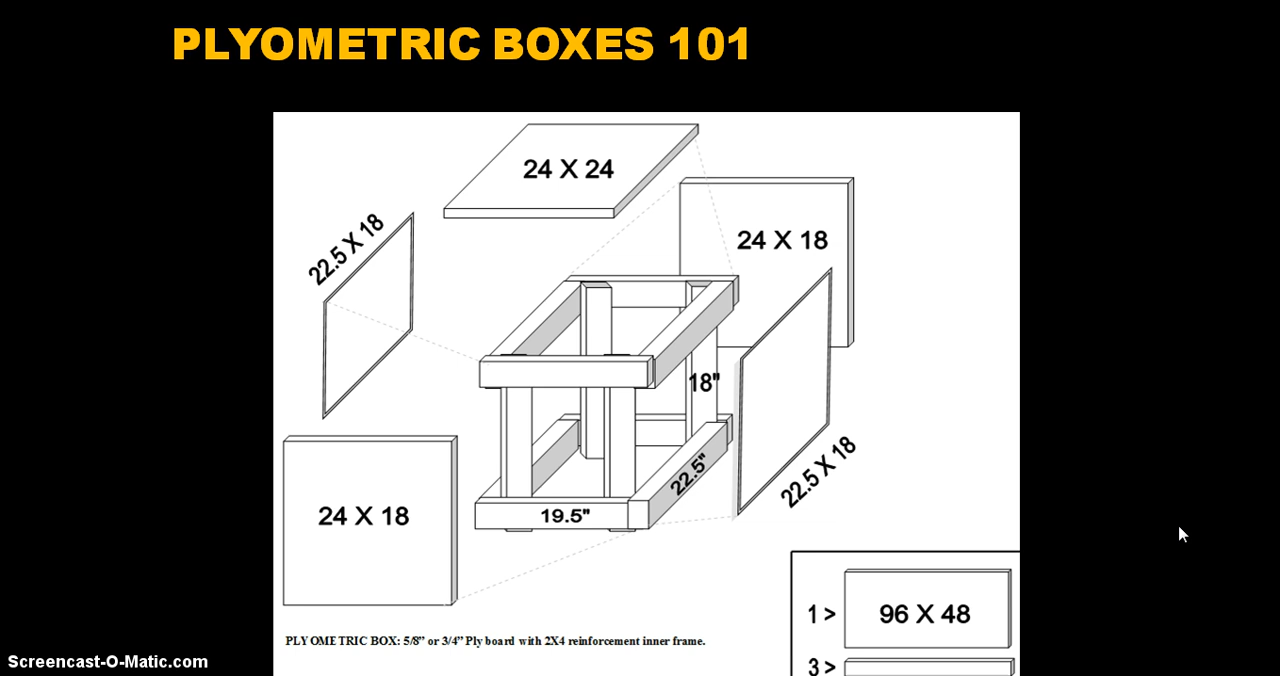 PLYOMETRIC BOXES 101
24 X 24
22.5 X 18
24 X 18
18"
22.5"
22.5 X 18
24 X 18
19.5"
1 >
96 X 48
PLYOMETRIC BOX: 5/8” or 3/4” Ply board with 2X4 reinforcement inner frame.
Screencast-O-Matic.com
3 >